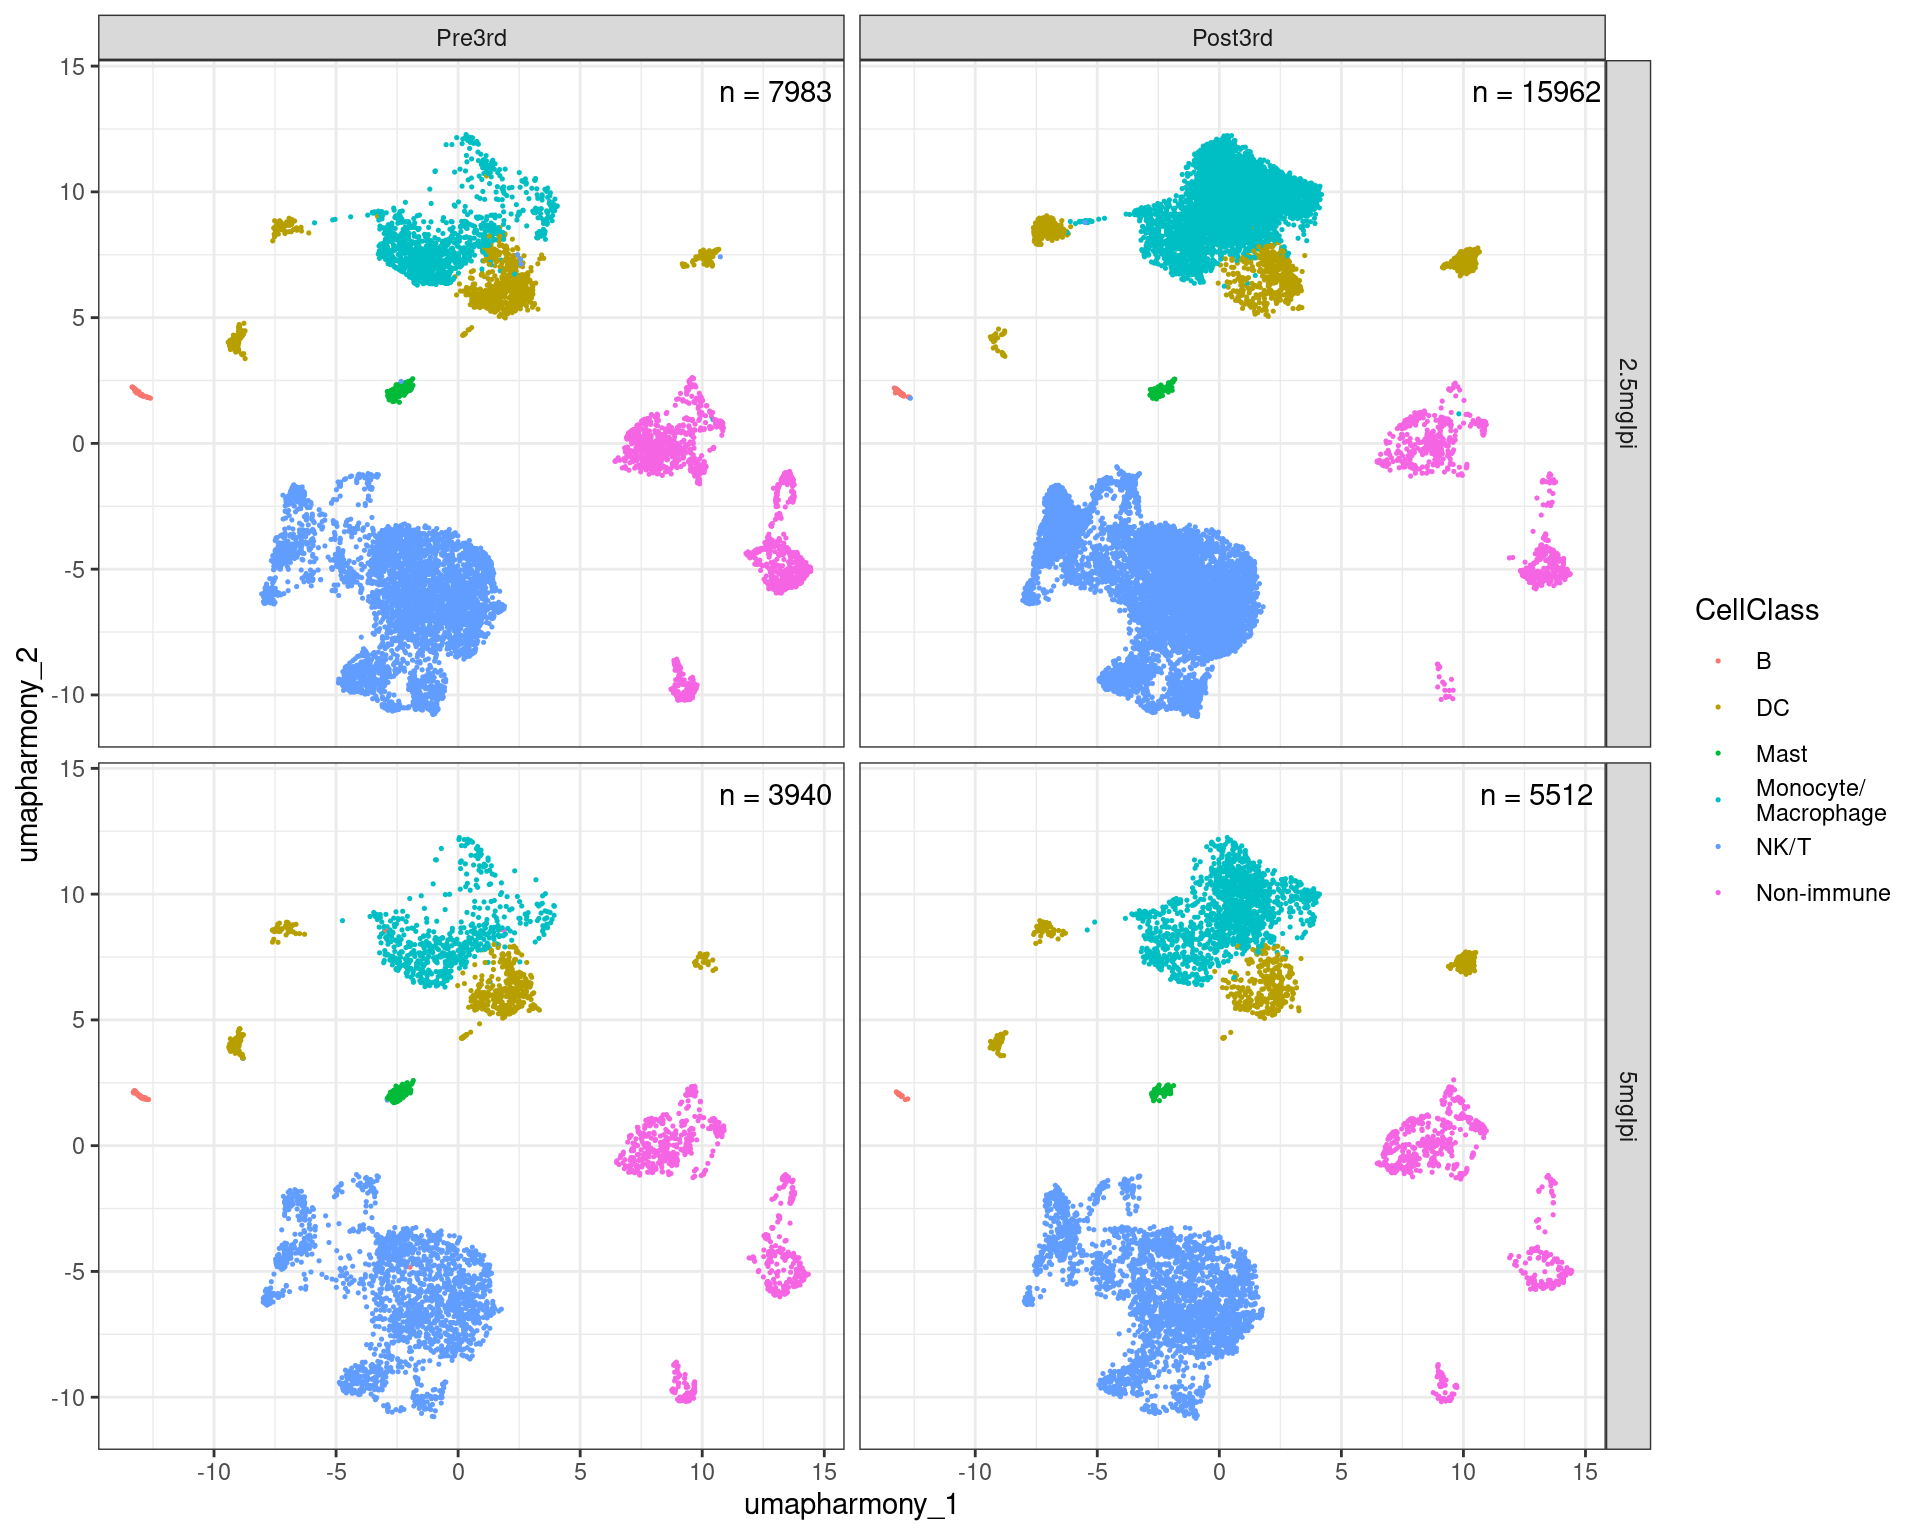 Pre3rd
Post3rd
n = 7983
n = 15962
2.5mgIpi
15
10
5
0
-5
-10
n = 3940
n = 5512
5mgIpi
15
10
5
0
-5
-10
umapharmony_2
-10 -5 0 5 10 15
-10 -5 0 5 10 15
umapharmony_1
CellClass
B
DC
Mast
Monocyte/
Macrophage
NK/T
Non-immune